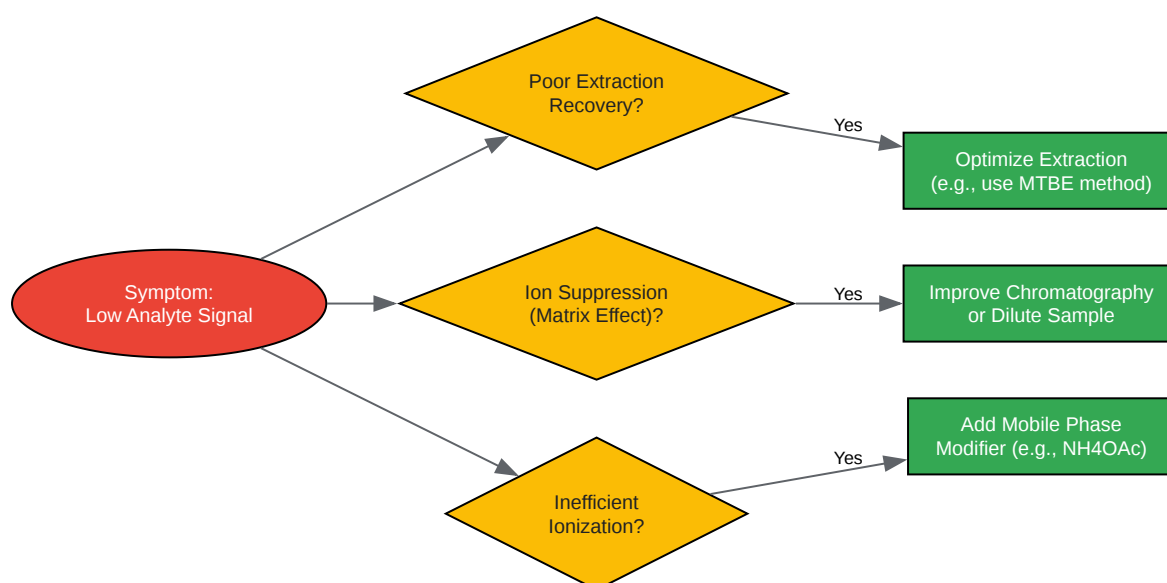 Poor Extraction
Recovery?
Yes
Optimize Extraction
(e.g., use MTBE method)
Symptom:
Low Analyte Signal
Ion Suppression
(Matrix Effect)?
Yes
Improve Chromatography
or Dilute Sample
Inefficient
Ionization?
Yes
Add Mobile Phase
Modifier (e.g., NH4OAc)